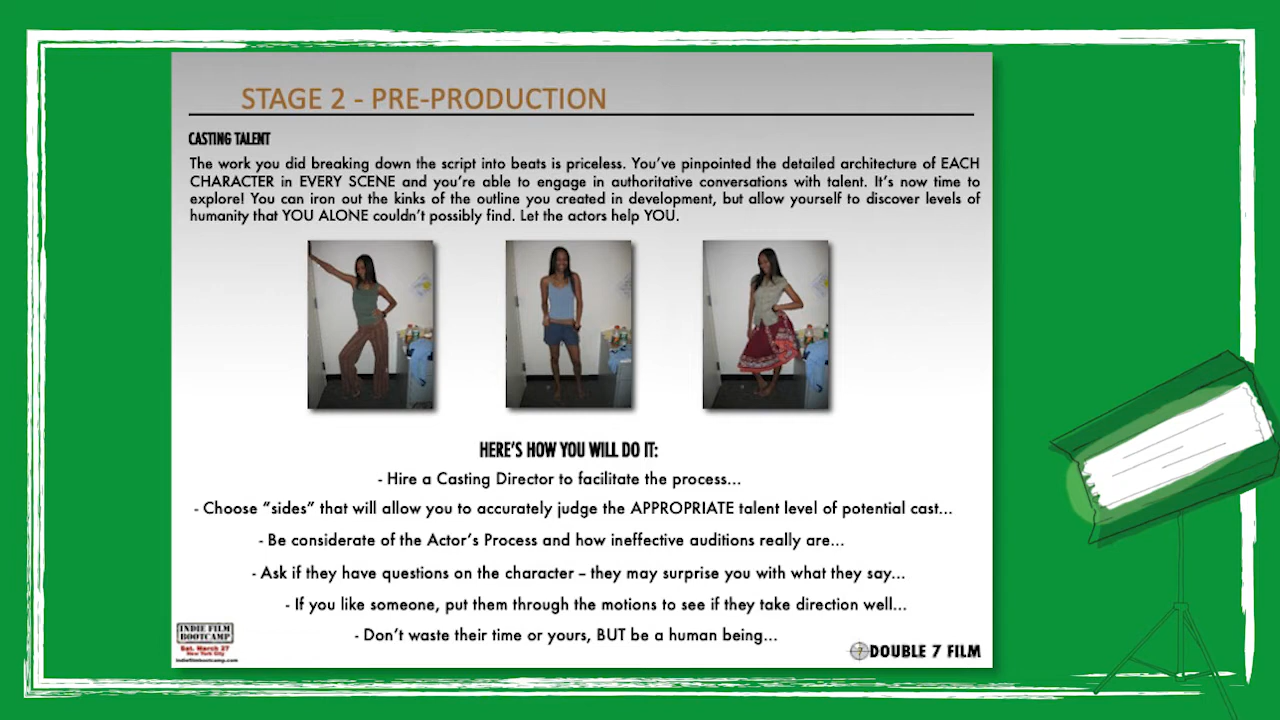 STAGE 2 - PRE-PRODUCTION
CASTING TALENT
The work you did breaking down the script into beats is priceless. You've pinpointed the detailed architecture of EACH
CHARACTER in EVERY SCENE and you're able to engage in authoritative conversations with talent. It's now time to
explore! You can iron out the kinks of the outline you created in development, but allow yourself to discover levels of
humanity that YOU ALONE couldn't possibly find. Let the actors help YOU.
HERE'S HOW YOU WILL DO IT:
- Hire a Casting Director to facilitate the process...
- Choose “sides” that will allow you to accurately judge the APPROPRIATE talent level of potential cast...
- Be considerate of the Actor's Process and how ineffective auditions really are...
- Ask if they have questions on the character – they may surprise you with what they say...
- If you like someone, put them through the motions to see if they take direction well...
- Don't waste their time or yours, BUT be a human being...
INDIE FILM
BOOTCAMP
Sat. March 27
New York City
indiefilmbootcamp.com
7 DOUBLE 7 FILM